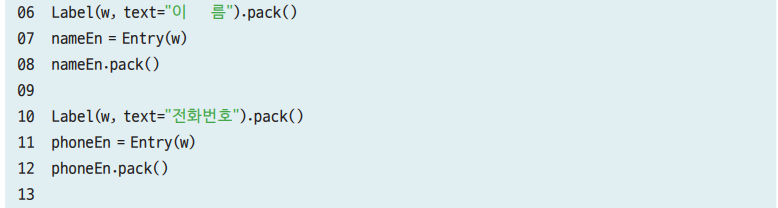 06 Label(w, text="이   름").pack()
07 nameEn = Entry(w)
08 nameEn.pack()
09
10 Label(w, text="전화번호").pack()
11 phoneEn = Entry(w)
12 phoneEn.pack()
13